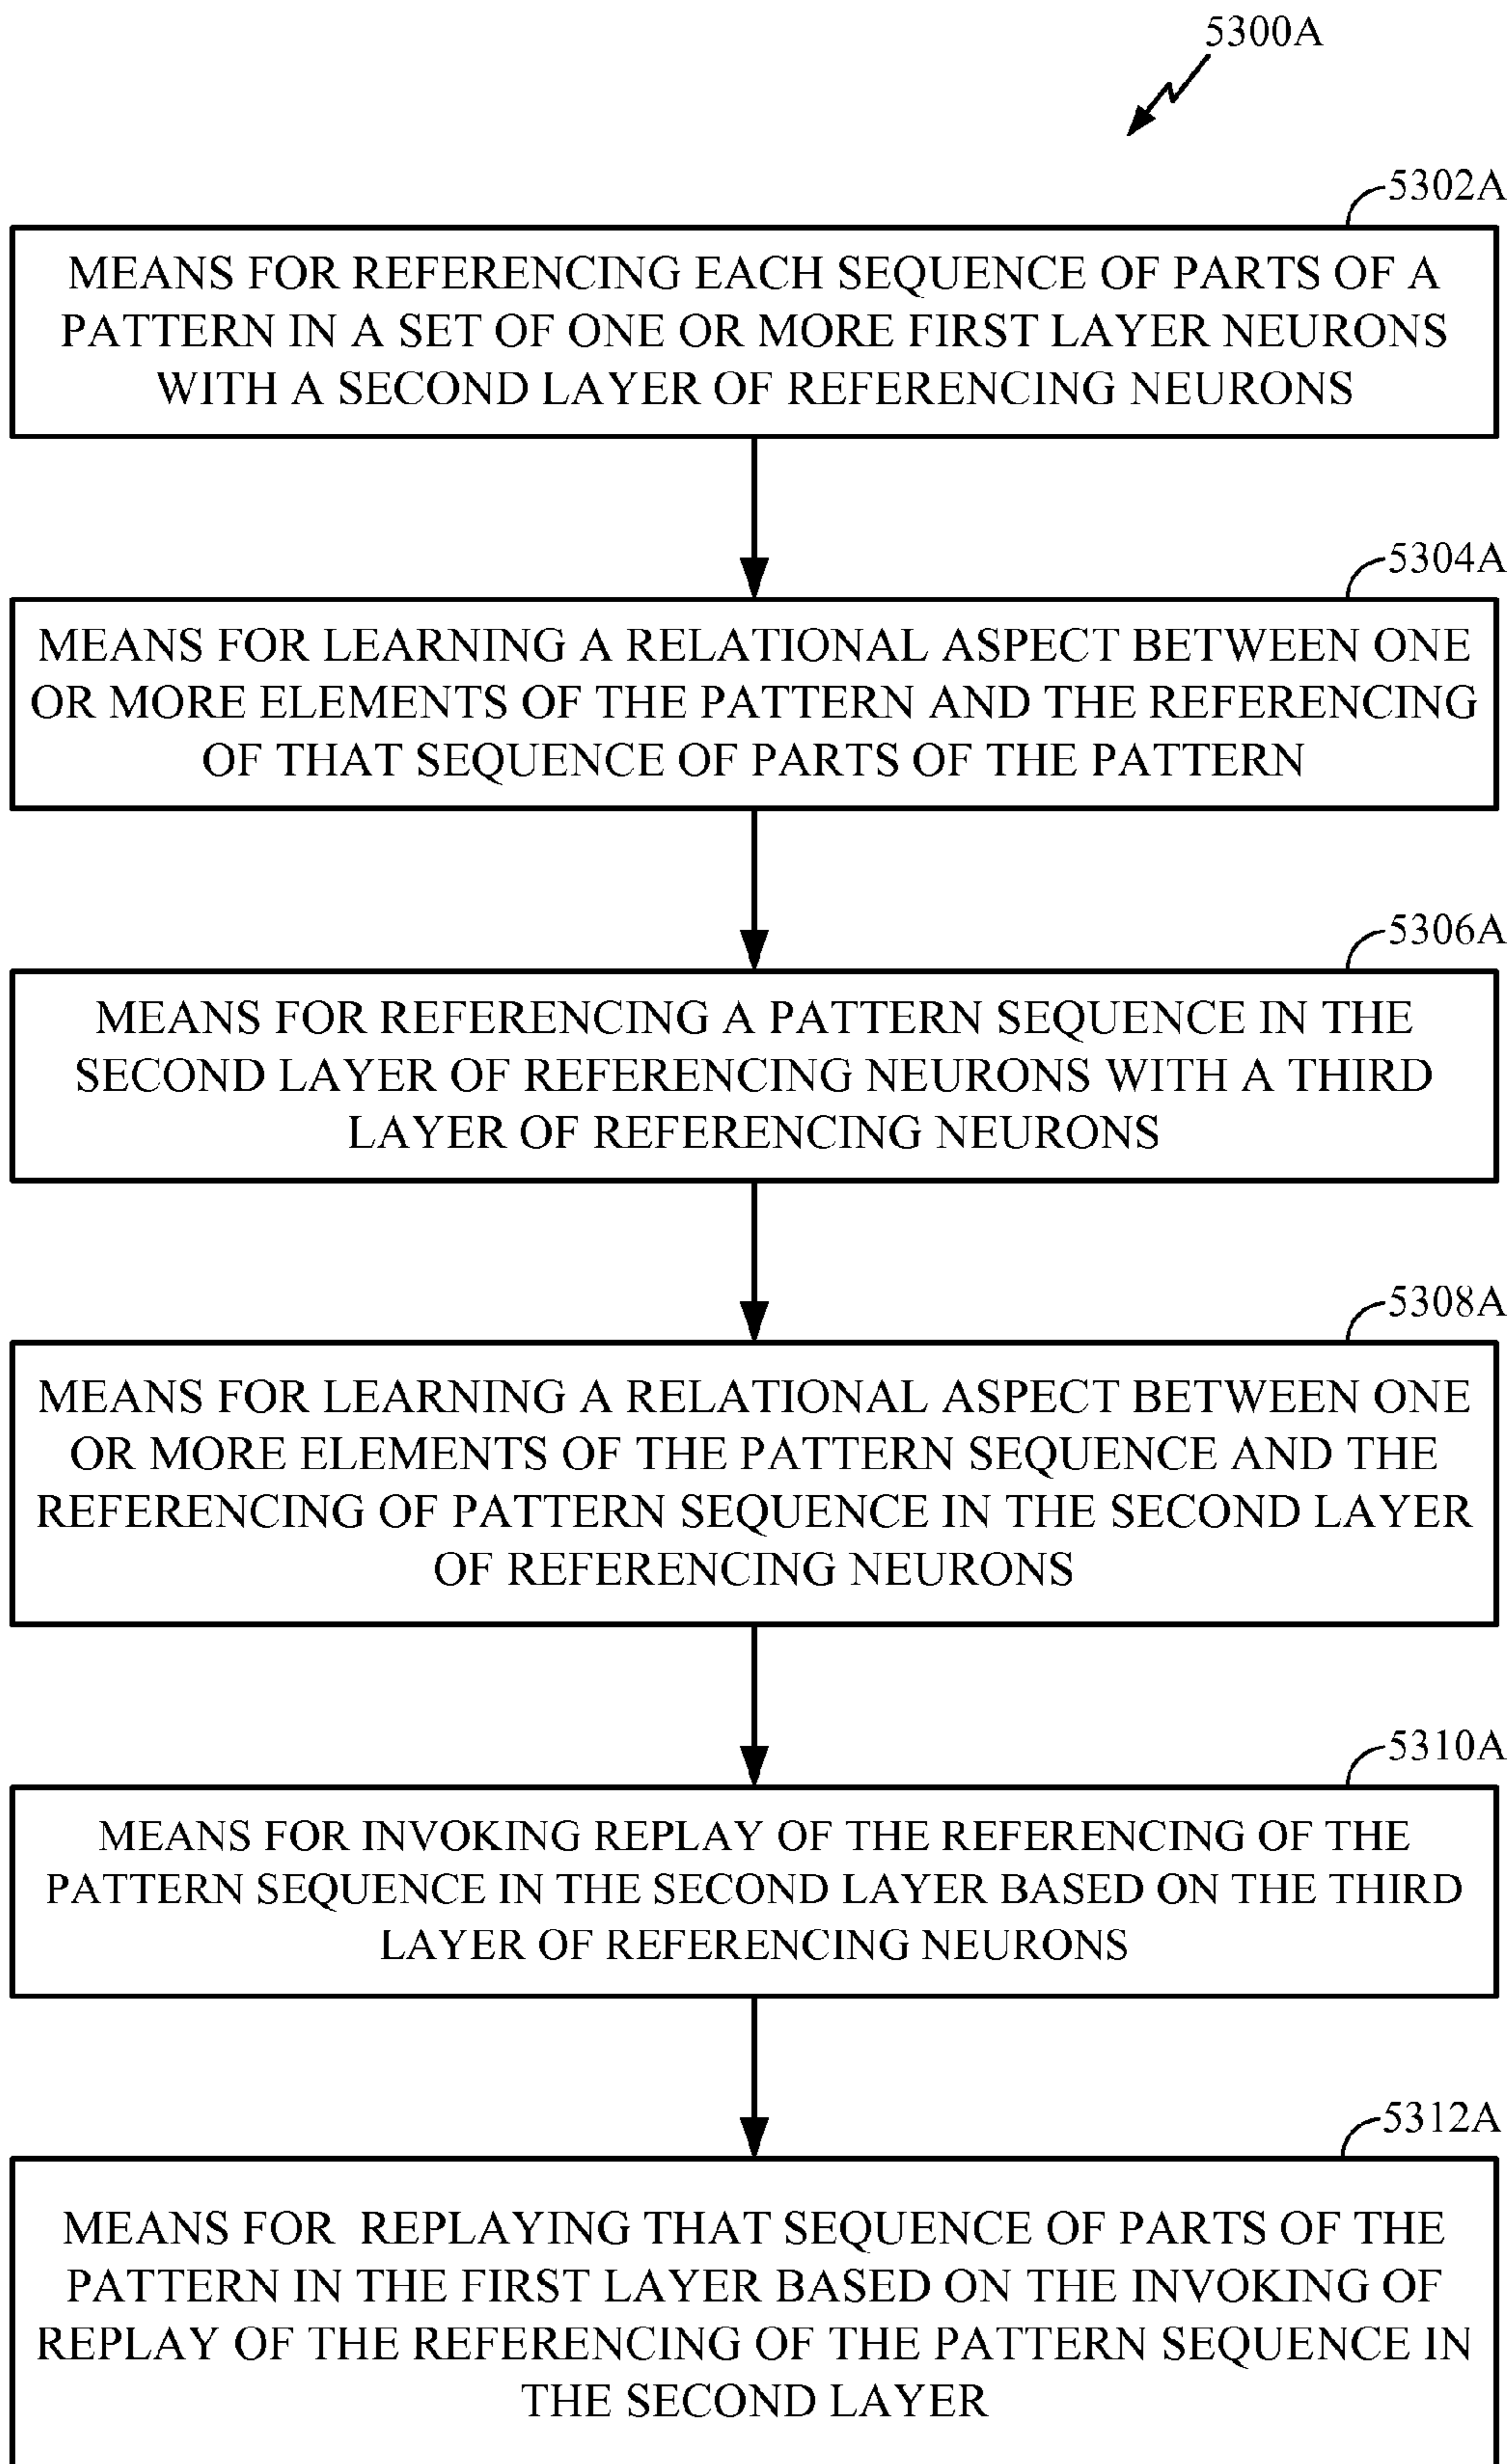 5300A
5302A
MEANS FOR REFERENCING EACH SEQUENCE OF PARTS OF A
PATTERN IN A SET OF ONE OR MORE FIRST LAYER NEURONS
WITH A SECOND LAYER OF REFERENCING NEURONS
5304A
MEANS FOR LEARNING A RELATIONAL ASPECT BETWEEN ONE
OR MORE ELEMENTS OF THE PATTERN AND THE REFERENCING
OF THAT SEQUENCE OF PARTS OF THE PATTERN
5306A
MEANS FOR REFERENCING A PATTERN SEQUENCE IN THE
SECOND LAYER OF REFERENCING NEURONS WITH A THIRD
LAYER OF REFERENCING NEURONS
5308A
MEANS FOR LEARNING A RELATIONAL ASPECT BETWEEN ONE
OR MORE ELEMENTS OF THE PATTERN SEQUENCE AND THE
REFERENCING OF PATTERN SEQUENCE IN THE SECOND LAYER
OF REFERENCING NEURONS
5310A
MEANS FOR INVOKING REPLAY OF THE REFERENCING OF THE
PATTERN SEQUENCE IN THE SECOND LAYER BASED ON THE THIRD
LAYER OF REFERENCING NEURONS
5312A
MEANS FOR REPLAYING THAT SEQUENCE OF PARTS OF THE
PATTERN IN THE FIRST LAYER BASED ON THE INVOKING OF
REPLAY OF THE REFERENCING OF THE PATTERN SEQUENCE IN
THE SECOND LAYER